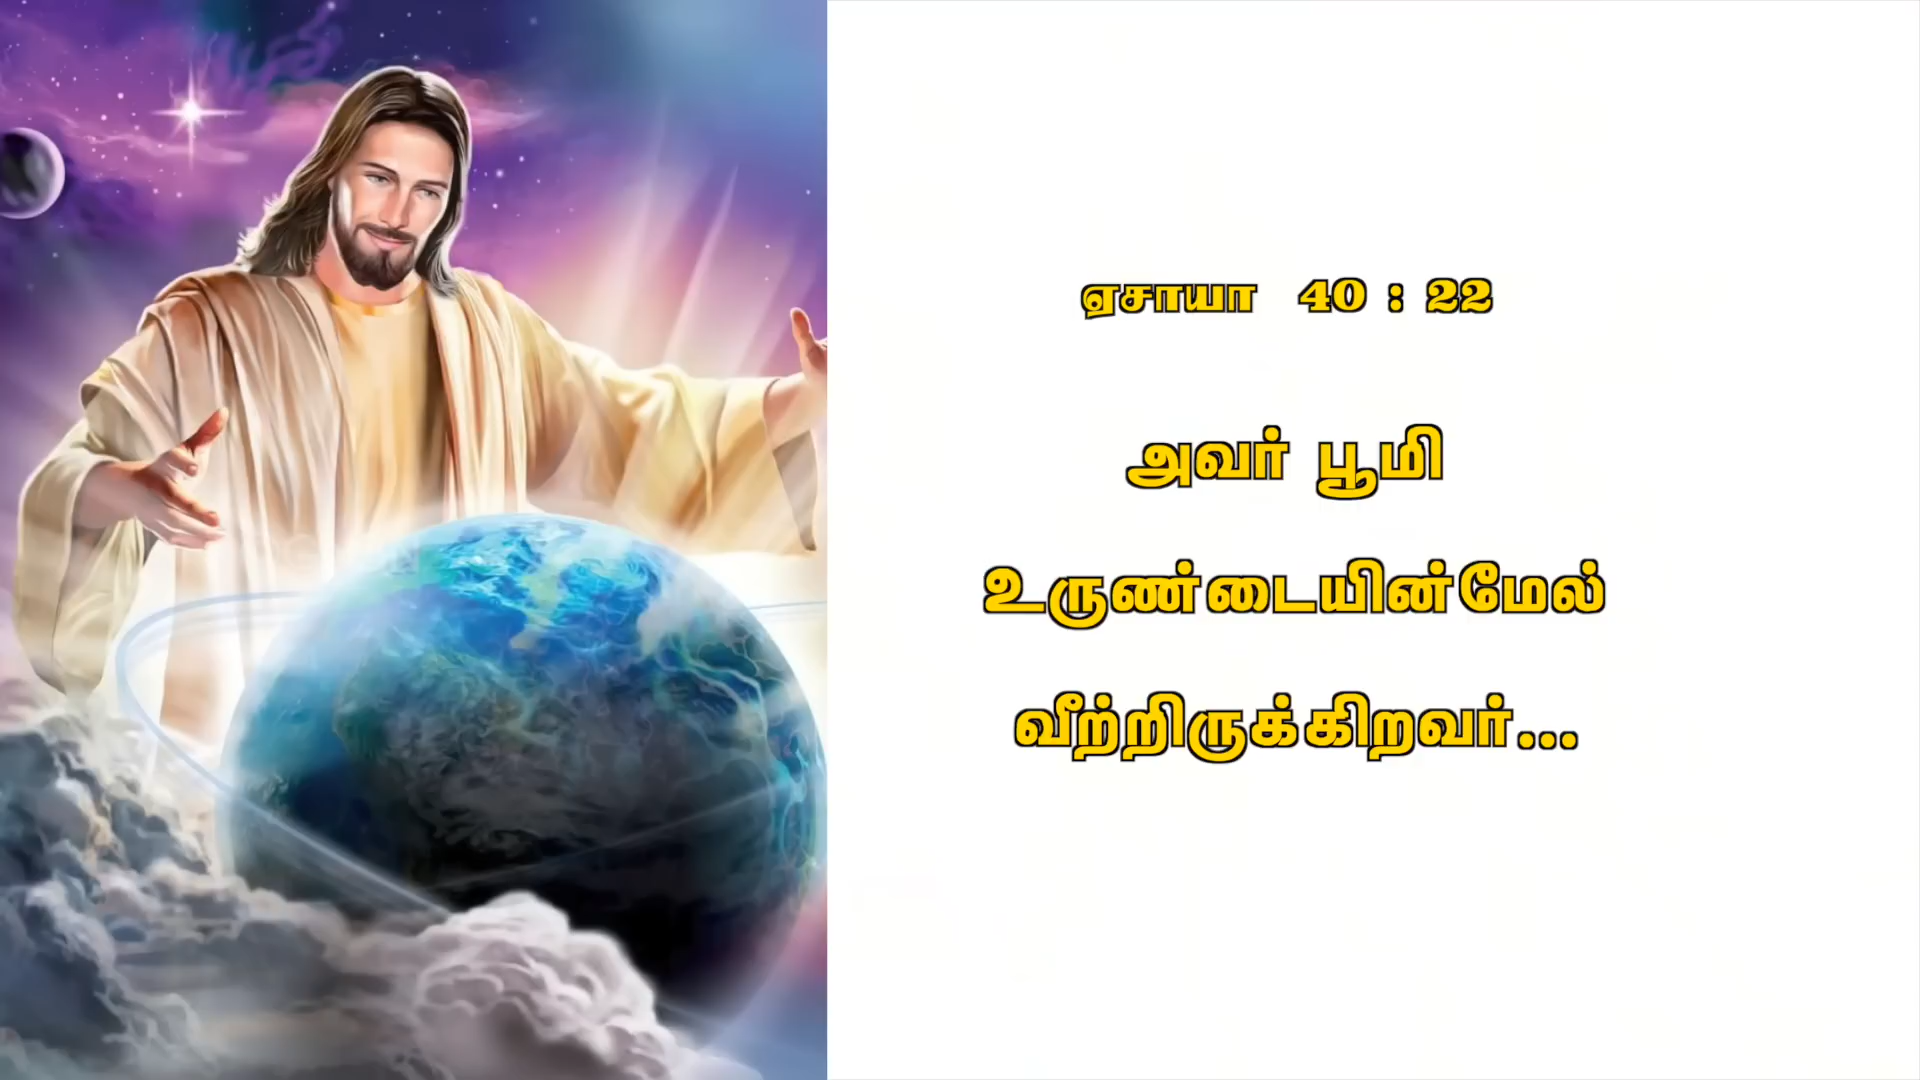 ஏசாயா 40 : 22
அவர் பூமி
உருண்டையின்மேல்
வீற்றிருக்கிறவர்...